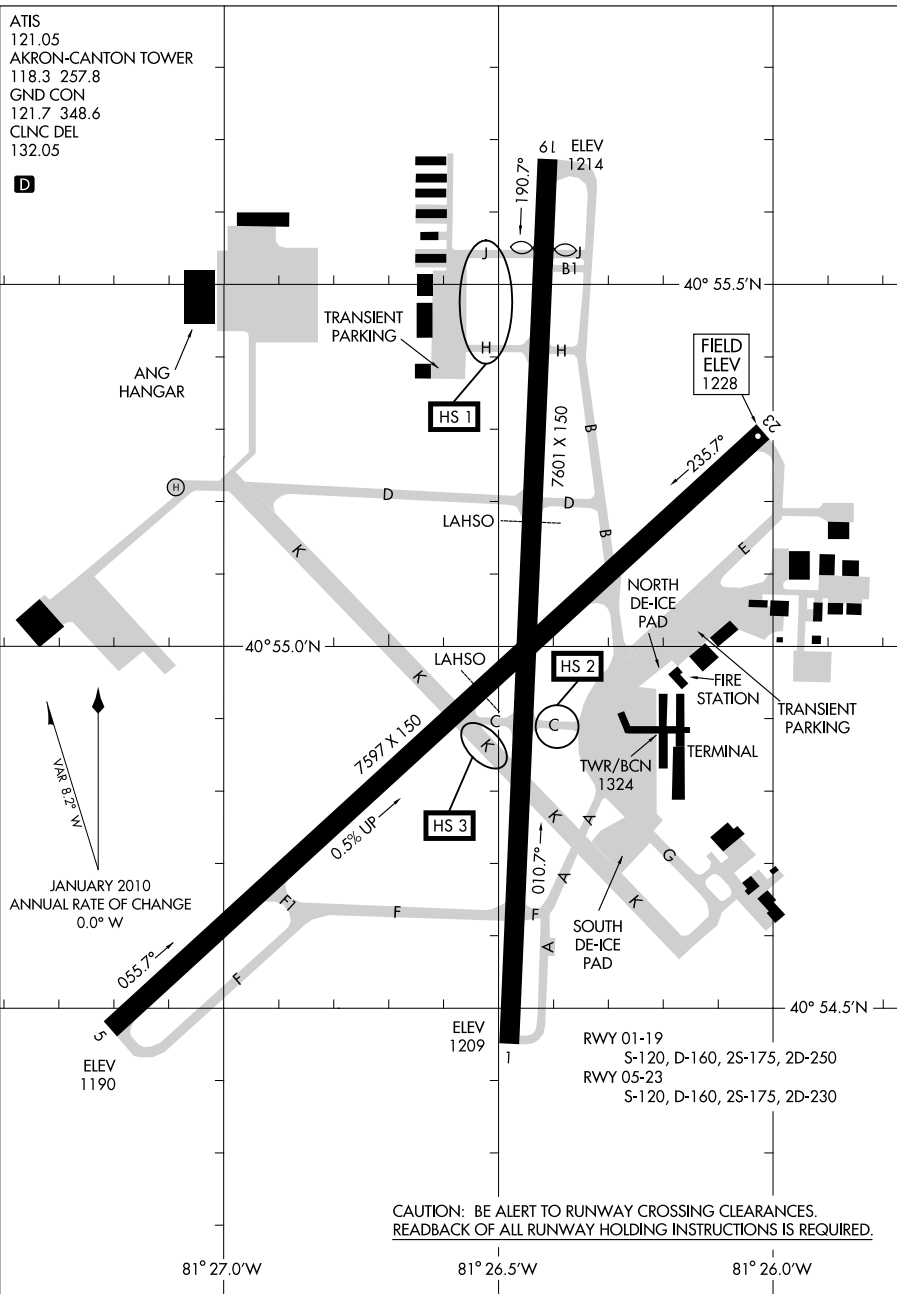 ATIS
121.05
AKRON-CANTON TOWER
118.3 257.8
GND CON
121.7 348.6
CLNC DEL
132.05
D
19
ELEV
1214
190.7°
J
J
B1
40° 55.5'N
TRANSIENT
PARKING
ANG
HANGAR
H
H
FIELD
ELEV
1228
HS 1
23
7601 X 150
B
235.7°
H
D
D
LAHSO
B
K
E
NORTH
DE-ICE
PAD
40° 55.0'N
LAHSO
HS 2
K
FIRE
STATION
TRANSIENT
PARKING
C
C
K
7597 X 150
TWR/BCN
1324
TERMINAL
VAR 8.2° W
HS 3
0.5% UP
K
A
G
010.7°
JANUARY 2010
ANNUAL RATE OF CHANGE
0.0° W
A
F1
F
F
K
SOUTH
DE-ICE
PAD
A
055.7°
F
40° 54.5'N
5
ELEV
1190
ELEV
1209
1
RWY 01-19
S-120, D-160, 2S-175, 2D-250
RWY 05-23
S-120, D-160, 2S-175, 2D-230
CAUTION: BE ALERT TO RUNWAY CROSSING CLEARANCES.
READBACK OF ALL RUNWAY HOLDING INSTRUCTIONS IS REQUIRED.
81° 27.0'W
81° 26.5'W
81° 26.0'W